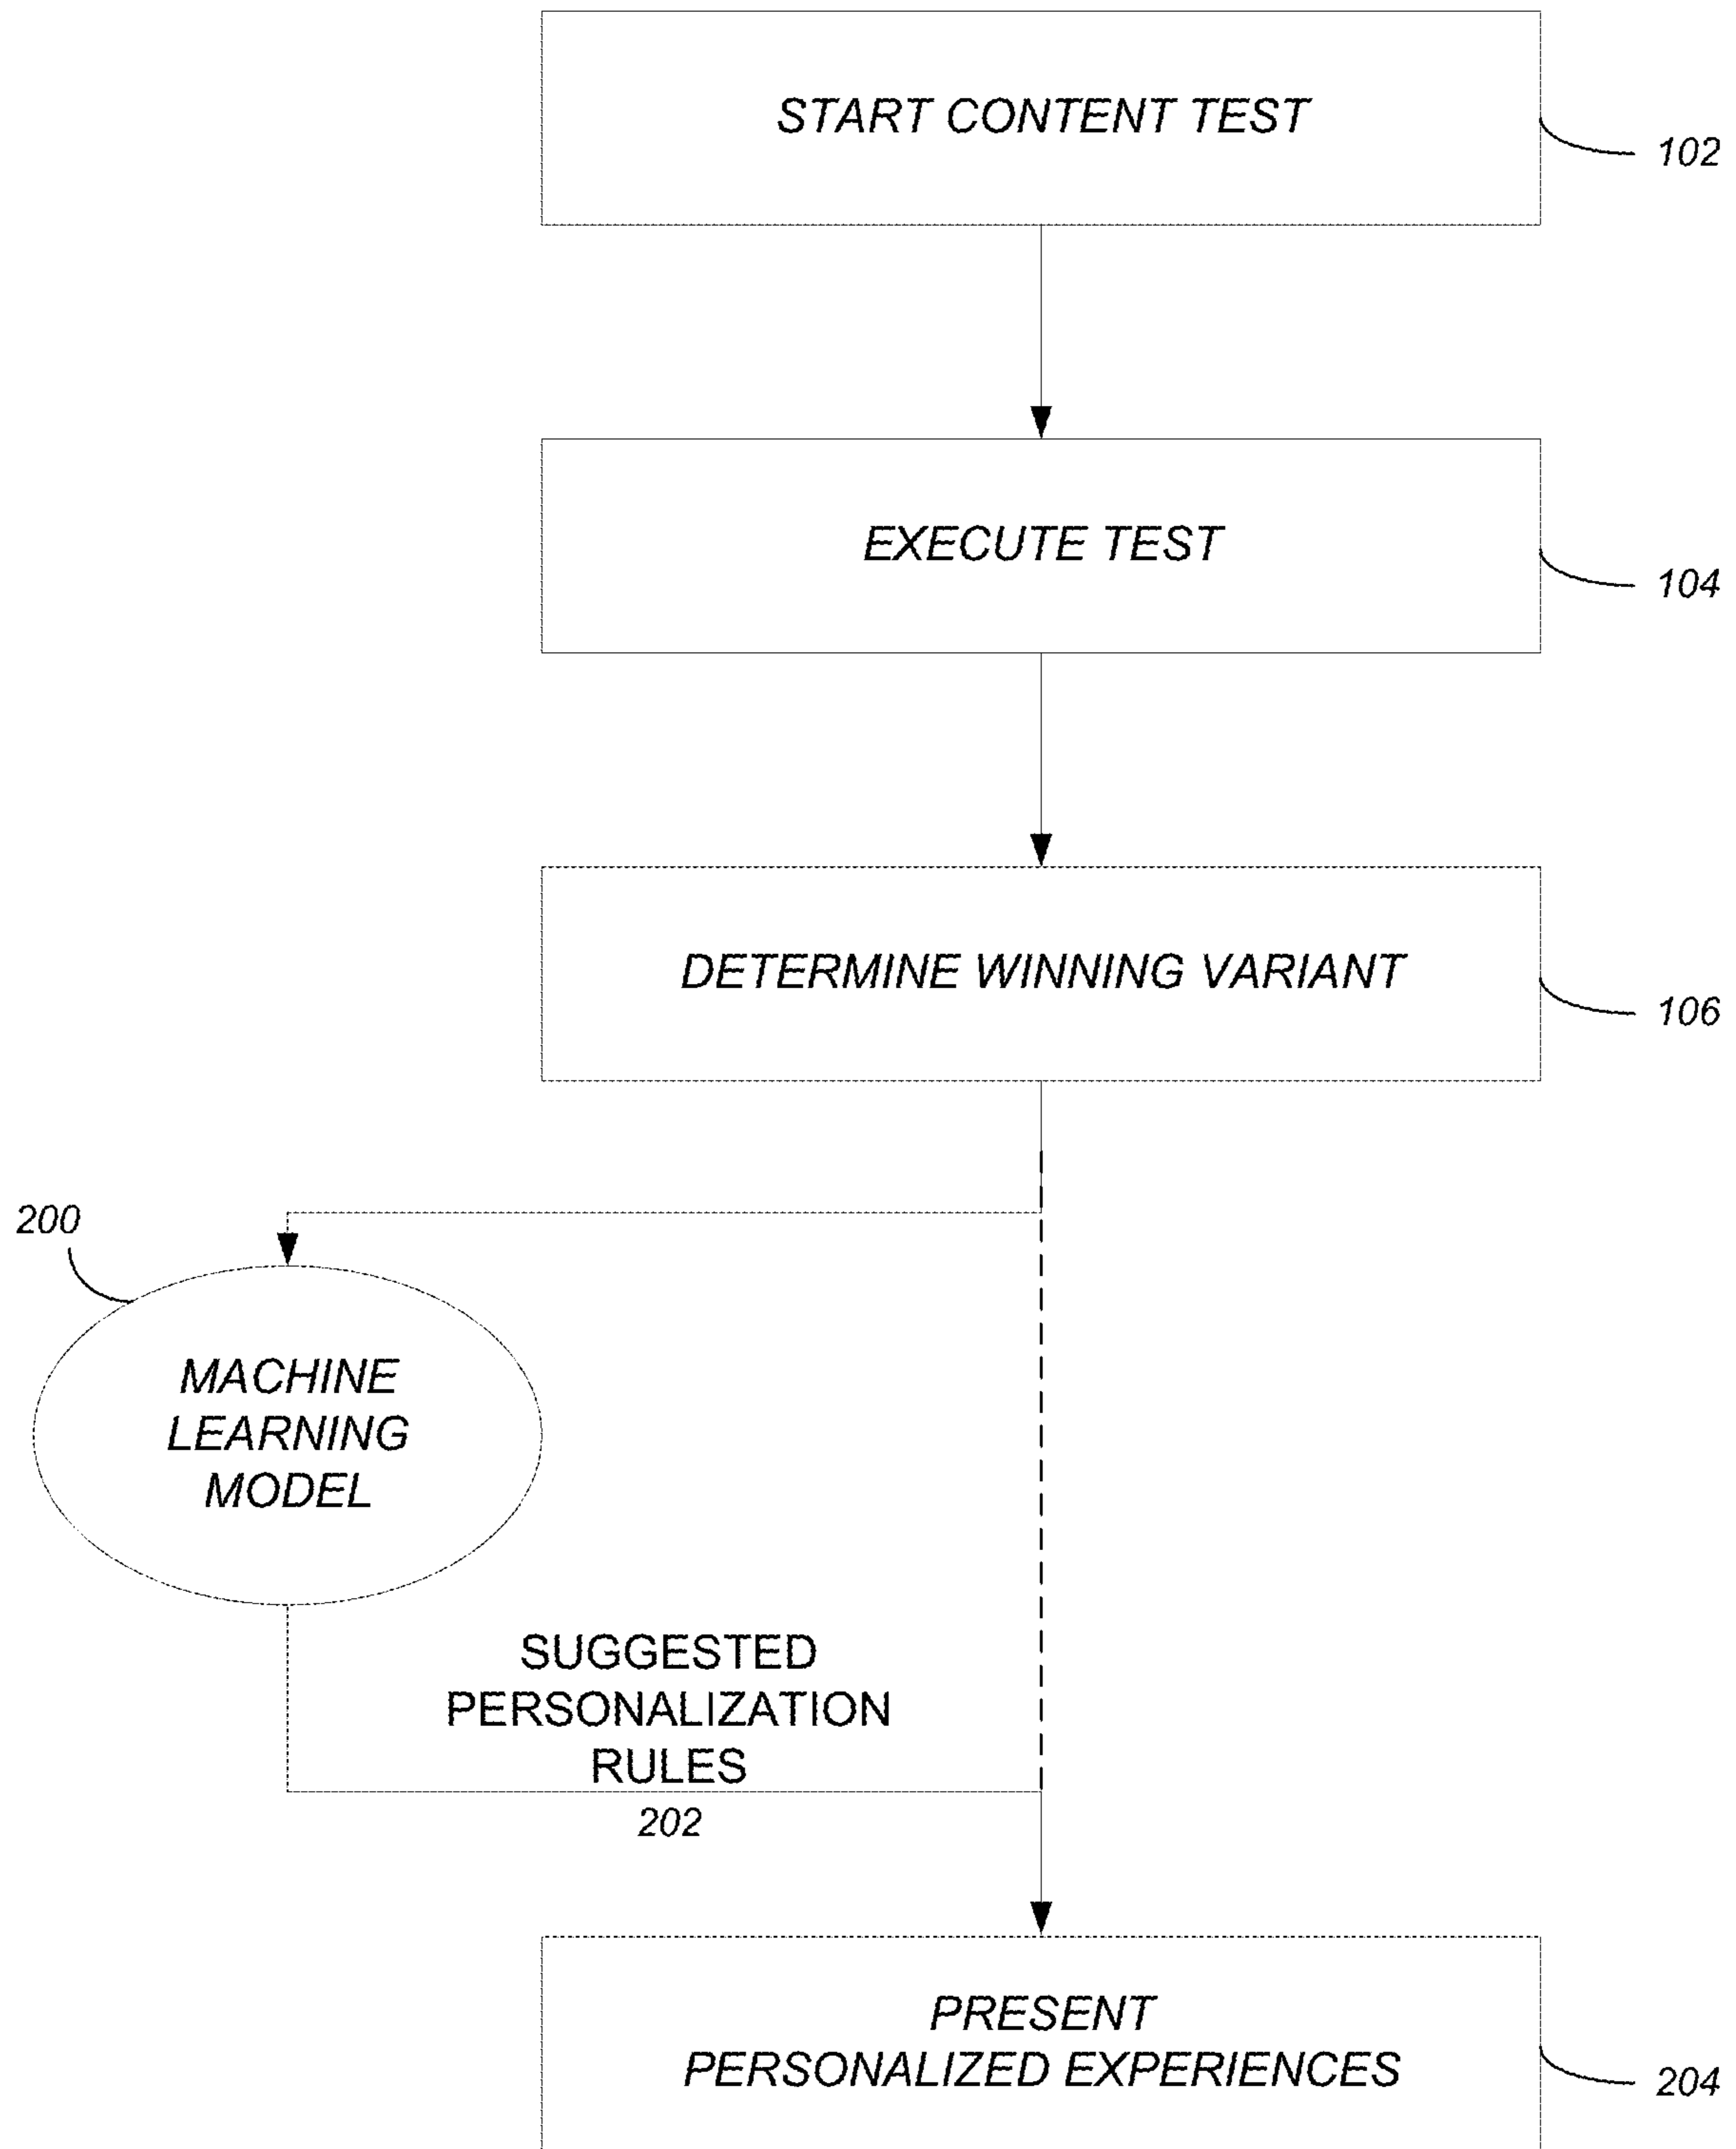 START CONTENT TEST
102
EXECUTE TEST
104
DETERMINE WINNING VARIANT
106
200
MACHINE
LEARNING
MODEL
SUGGESTED
PERSONALIZATION
RULES
202
PRESENT
PERSONALIZED EXPERIENCES
204